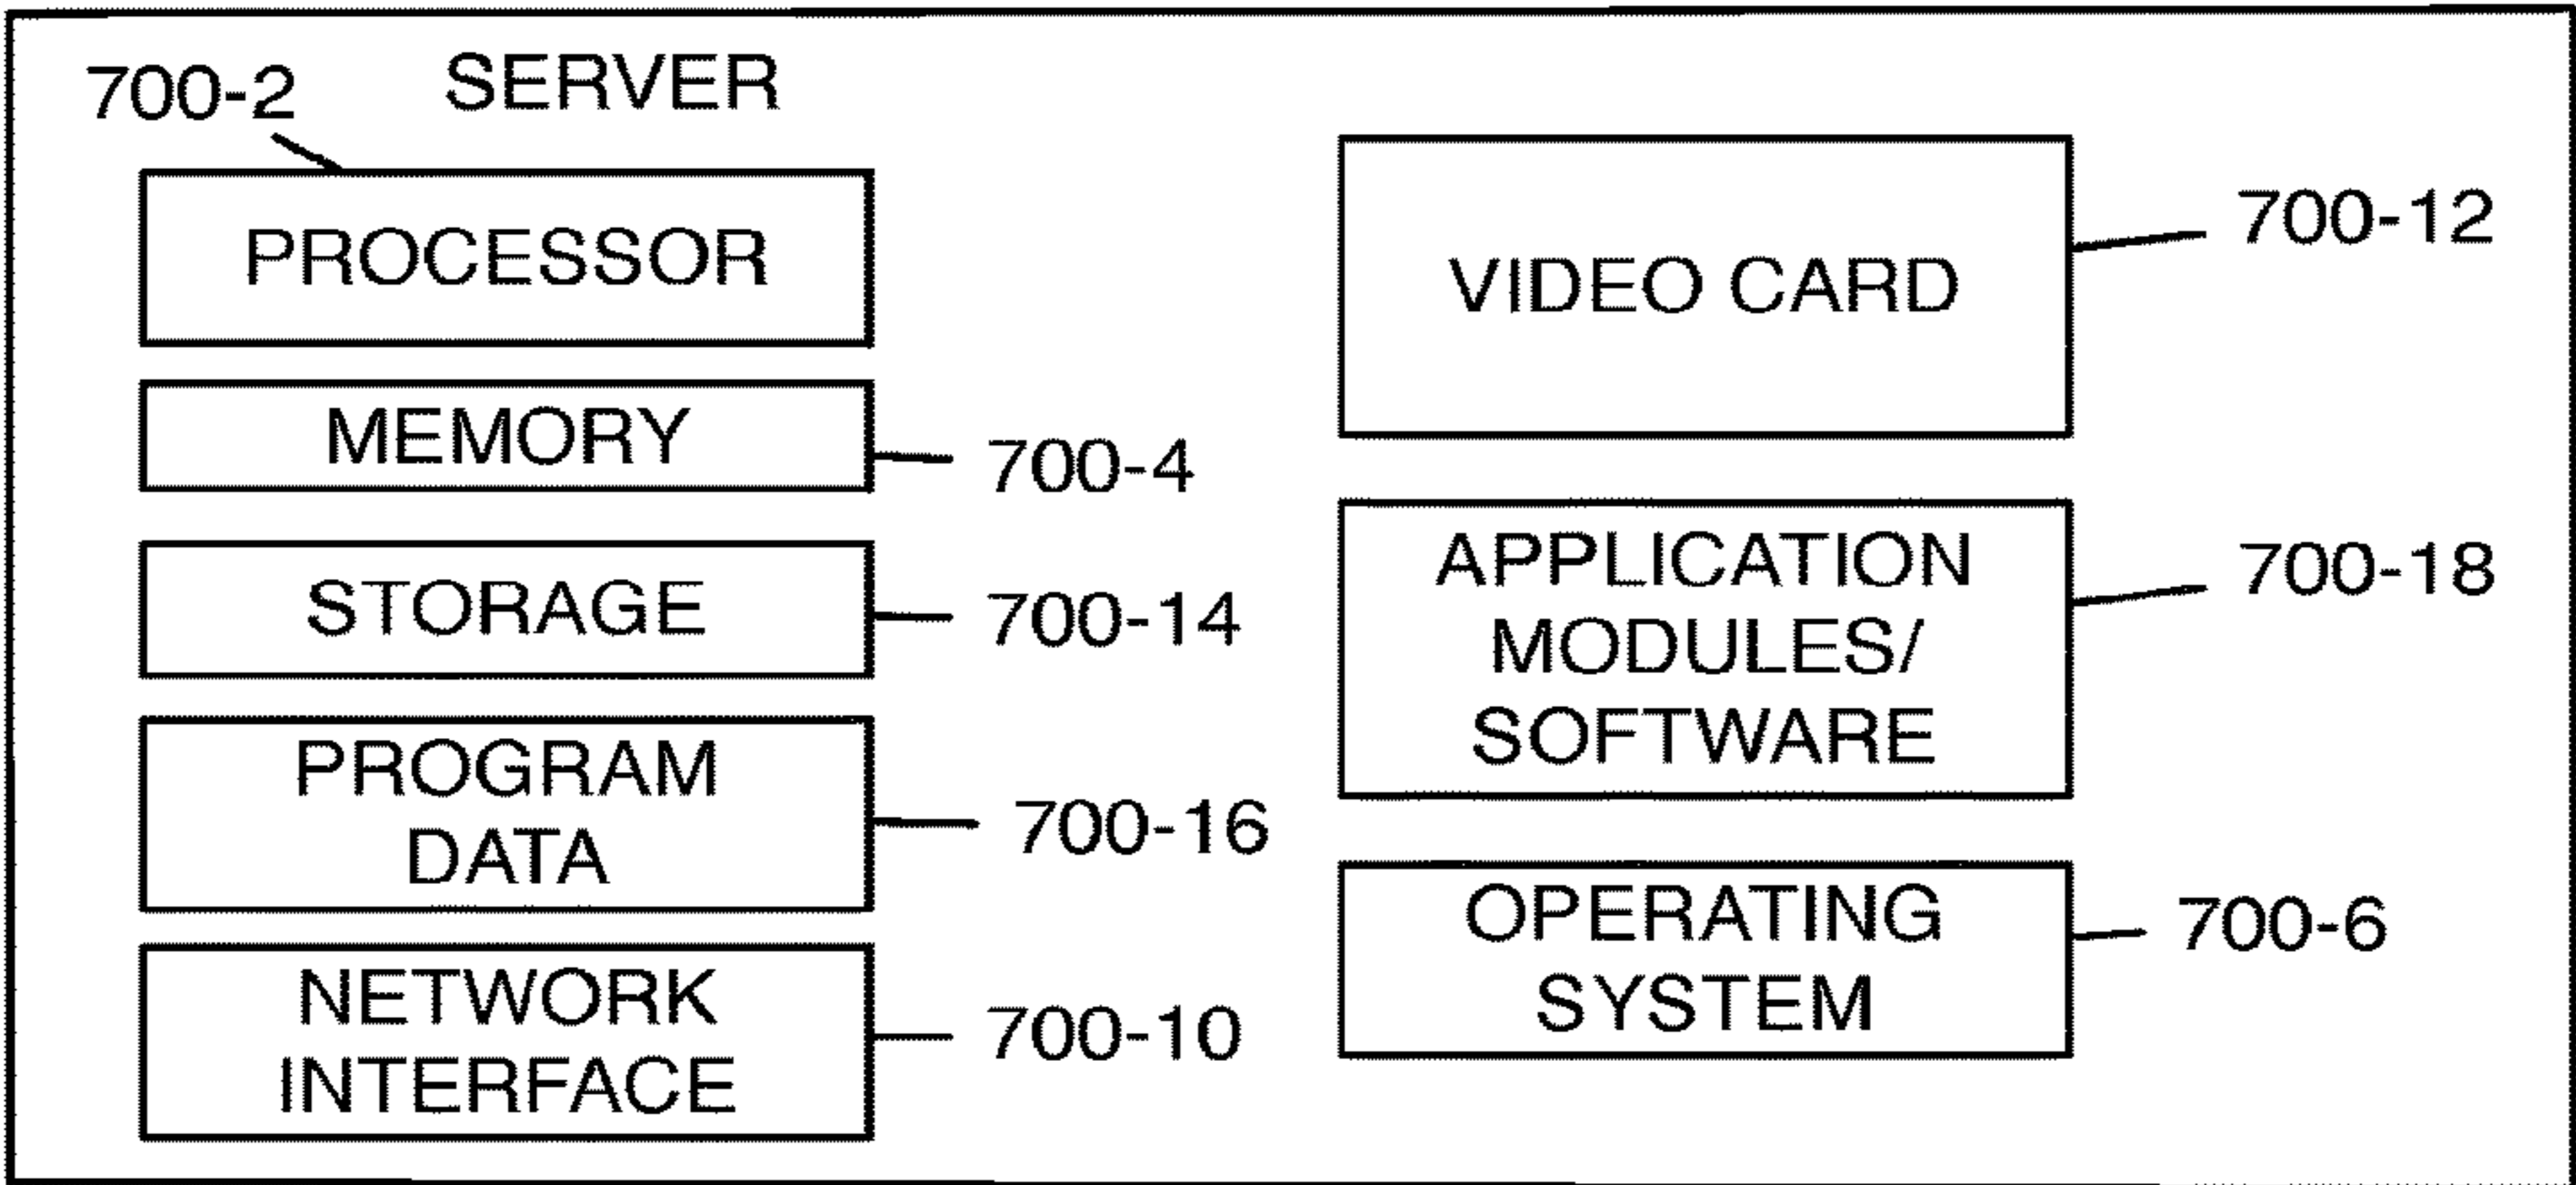 700-2
SERVER
PROCESSOR
MEMORY
700-4
STORAGE
700-14
PROGRAM
DATA
700-16
NETWORK
INTERFACE
700-10
VIDEO CARD
700-12
APPLICATION
MODULES/
SOFTWARE
700-18
OPERATING
SYSTEM
700-6